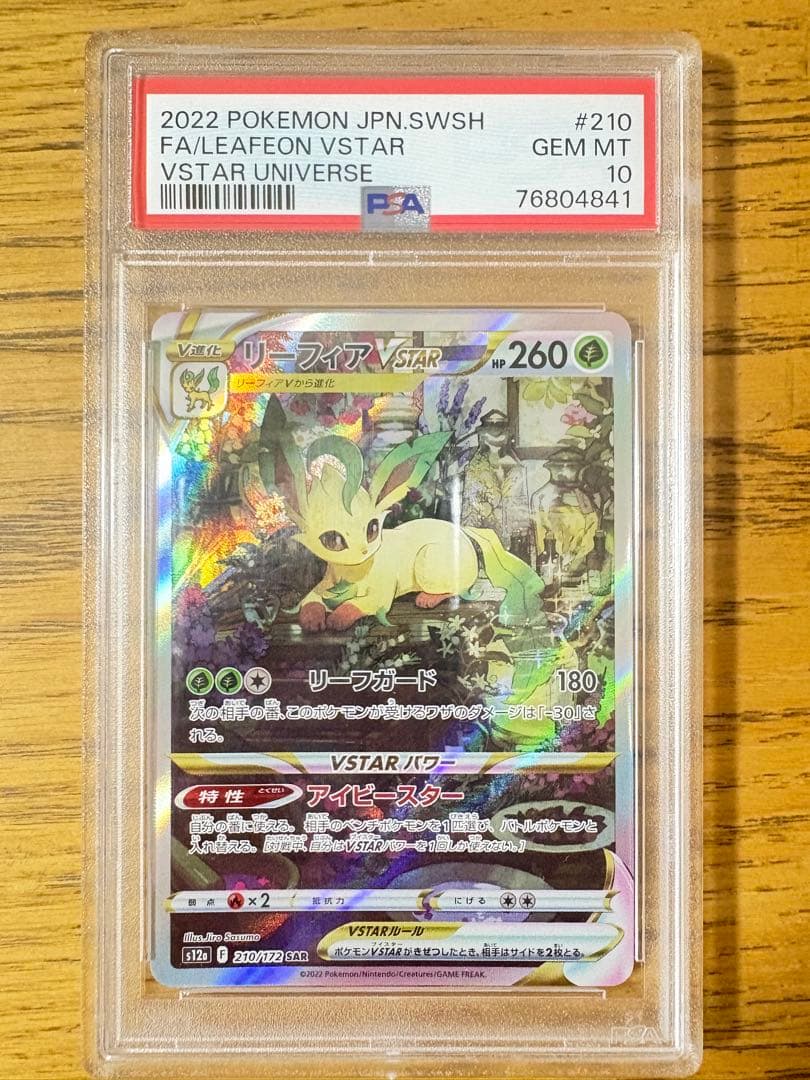 2022 POKEMON JPN.SWSH #210
FA/LEAFEON VSTAR GEM MT
VSTAR UNIVERSE 10
PSA 76804841
V進化 リーフィアVSTAR HP260
リーフィアVから進化
リーフガード 180
次の相手の番、このポケモンが受けるワザのダメージは「-30」さ
れる。
VSTARパワー
特性 とくせい アイビースター
自分の番に使える。相手のベンチポケモンを1匹選び、バトルポケモンと
入れ替える。[対戦中、自分はVSTARパワーを1回しか使えない。]
弱点 ×2 抵抗力 にげる
VSTARルール
Illus.Jiro Sasumo
ポケモンVSTARがきぜつしたとき、相手はサイドを2枚とる。
s12a F 210/172 SAR
©2022 Pokémon/Nintendo/Creatures/GAME FREAK.
PSA